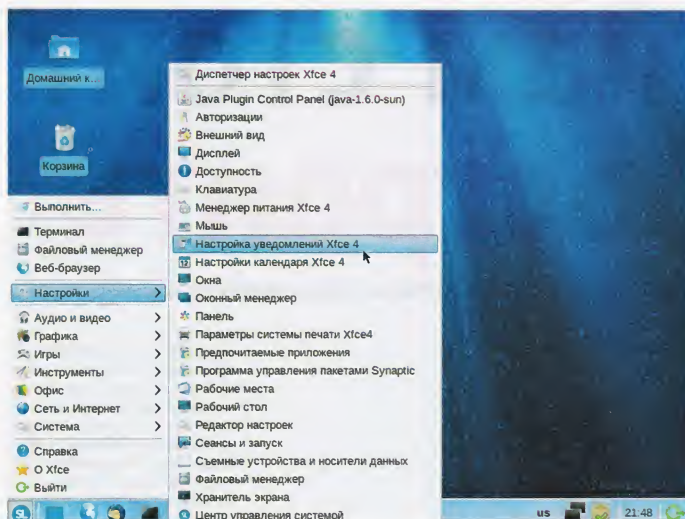 Домашний к...
Корзина
Выполнить...
Терминал
Файловый менеджер
Веб-браузер
Настройки
Аудио и видео
Графика
Игры
Инструменты
Офис
Сеть и Интернет
Система
Справка
О Xfce
Выйти
Диспетчер настроек Xfce 4
Java Plugin Control Panel (java-1.6.0-sun)
Авторизации
Внешний вид
Дисплей
Доступность
Клавиатура
Менеджер питания Xfce 4
Мышь
Настройка уведомлений Xfce 4
Настройки календаря Xfce 4
Окна
Оконный менеджер
Панель
Параметры системы печати Xfce4
Предпочитаемые приложения
Программа управления пакетами Synaptic
Рабочие места
Рабочий стол
Редактор настроек
Сеансы и запуск
Съемные устройства и носители данных
Файловый менеджер
Хранитель экрана
Центр управления системой
SL
us
21:48